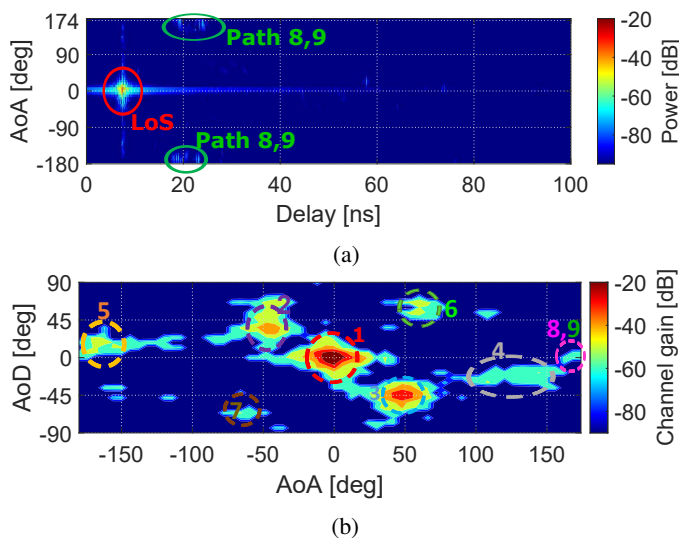 174
90
0
-90
-180
AoA [deg]
Path 8,9
LoS
Path 8,9
0 20 40 60 80 100
Delay [ns]
-20
-40
-60
-80
Power [dB]
(a)
90
45
0
-45
-90
AoD [deg]
5 2 1 6 4 8,9
3 7
-150 -100 -50 0 50 100 150
AoA [deg]
-20
-40
-60
-80
Channel gain [dB]
(b)